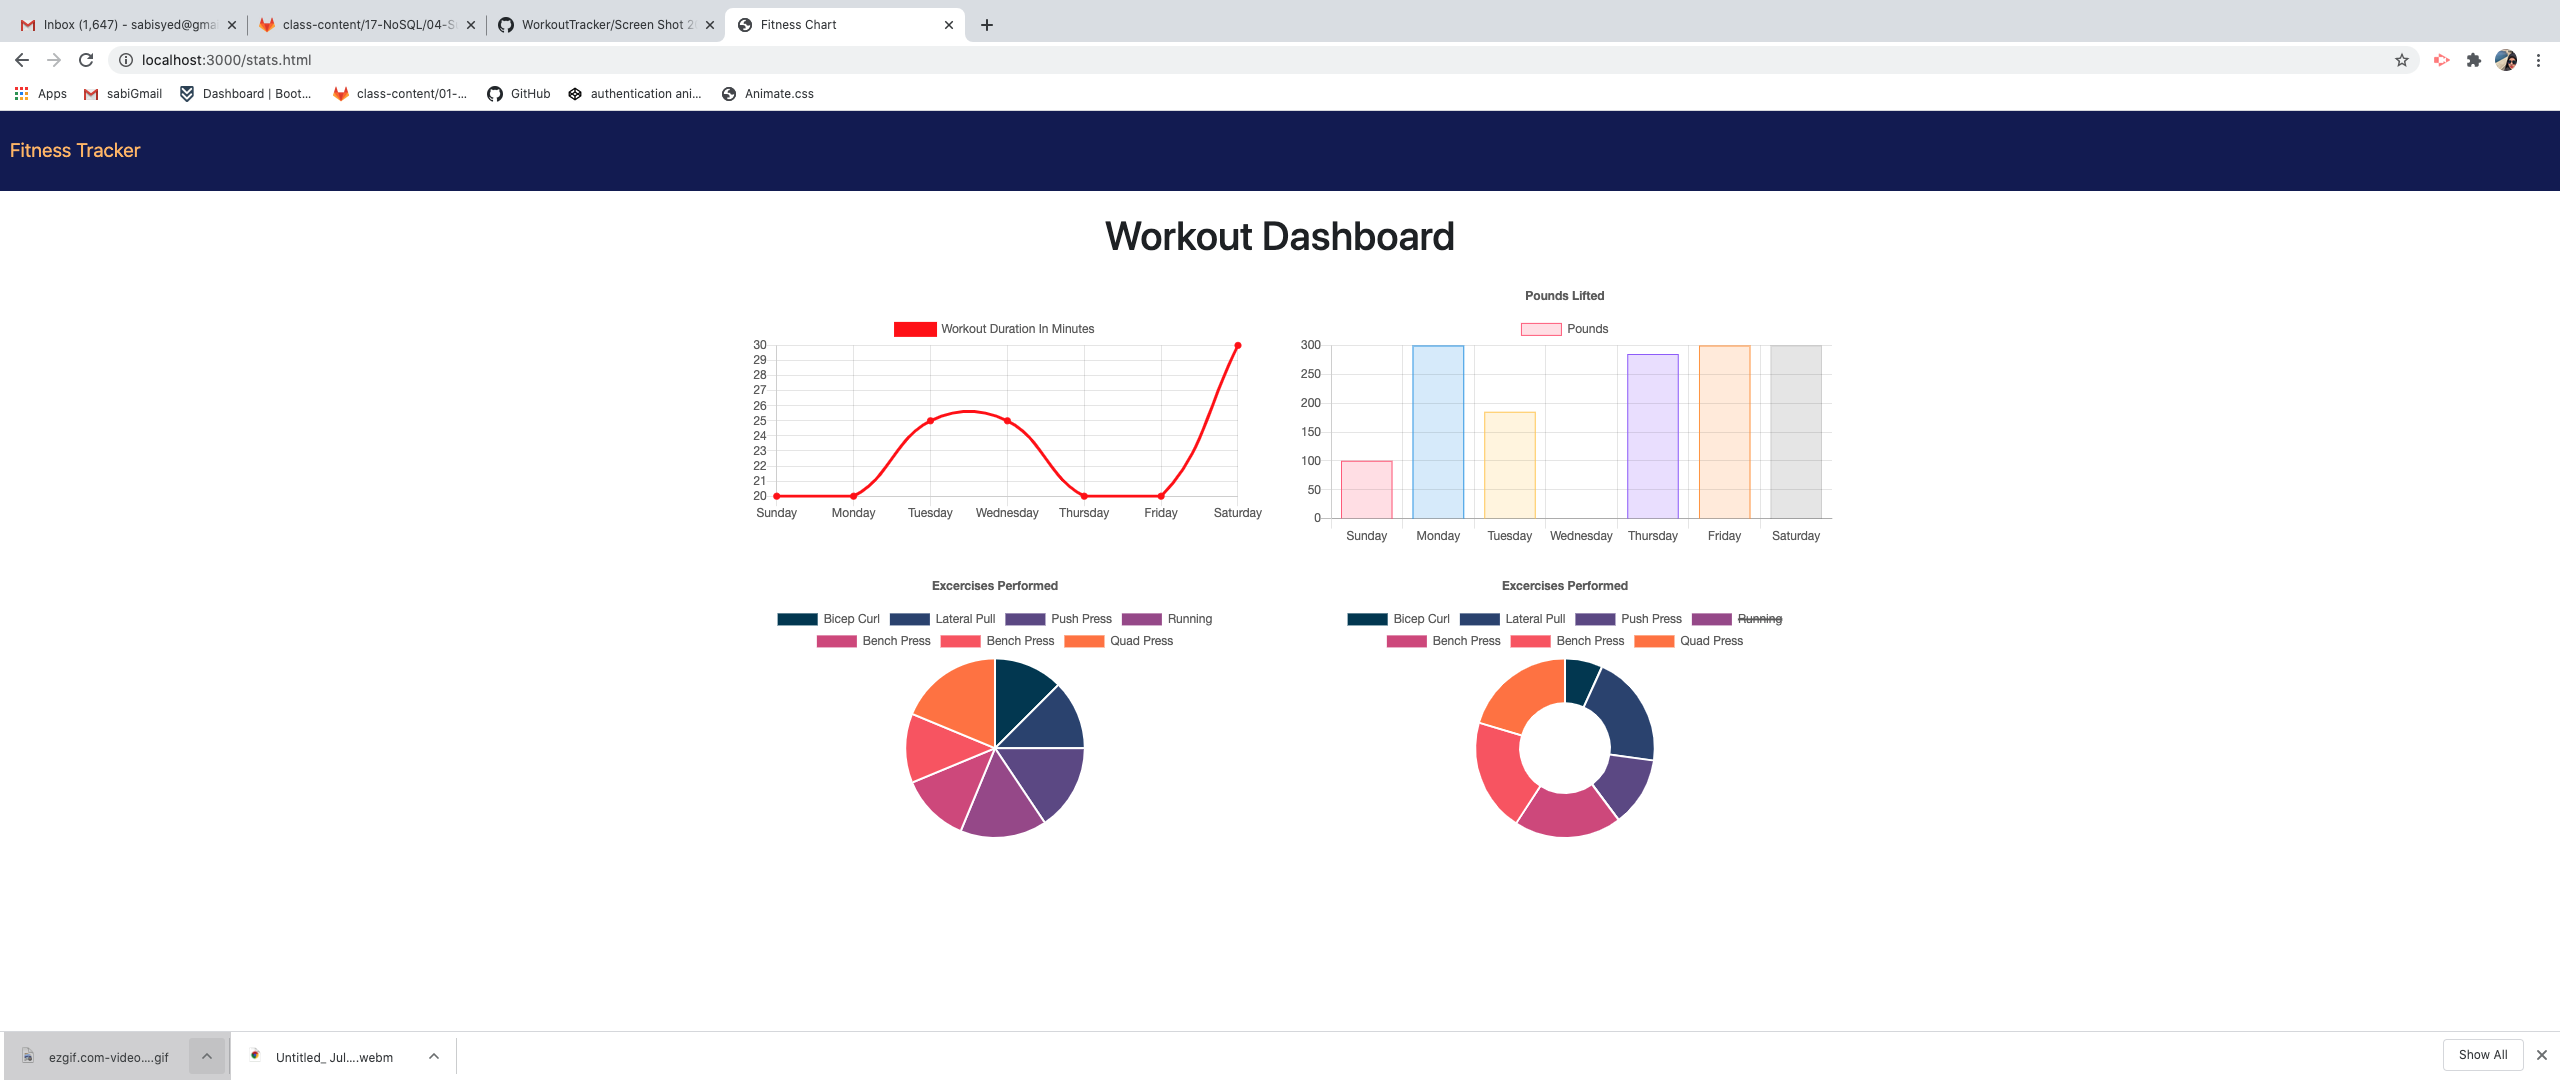 Inbox (1,647) - sabisyed@gma
class-content/17-NoSQL/04-S
WorkoutTracker/Screen Shot 2
Fitness Chart
localhost:3000/stats.html
Apps
sabiGmail
Dashboard | Boot...
class-content/01-...
GitHub
authentication ani...
Animate.css
Fitness Tracker
Workout Dashboard
Workout Duration In Minutes
30
29
28
27
26
25
24
23
22
21
20
Sunday Monday Tuesday Wednesday Thursday Friday Saturday
Pounds Lifted
Pounds
300
250
200
150
100
50
0
Sunday Monday Tuesday Wednesday Thursday Friday Saturday
Excercises Performed
Bicep Curl Lateral Pull Push Press Running
Bench Press Bench Press Quad Press
Excercises Performed
Bicep Curl Lateral Pull Push Press Running
Bench Press Bench Press Quad Press
ezgif.com-video....gif
Untitled_ Jul....webm
Show All